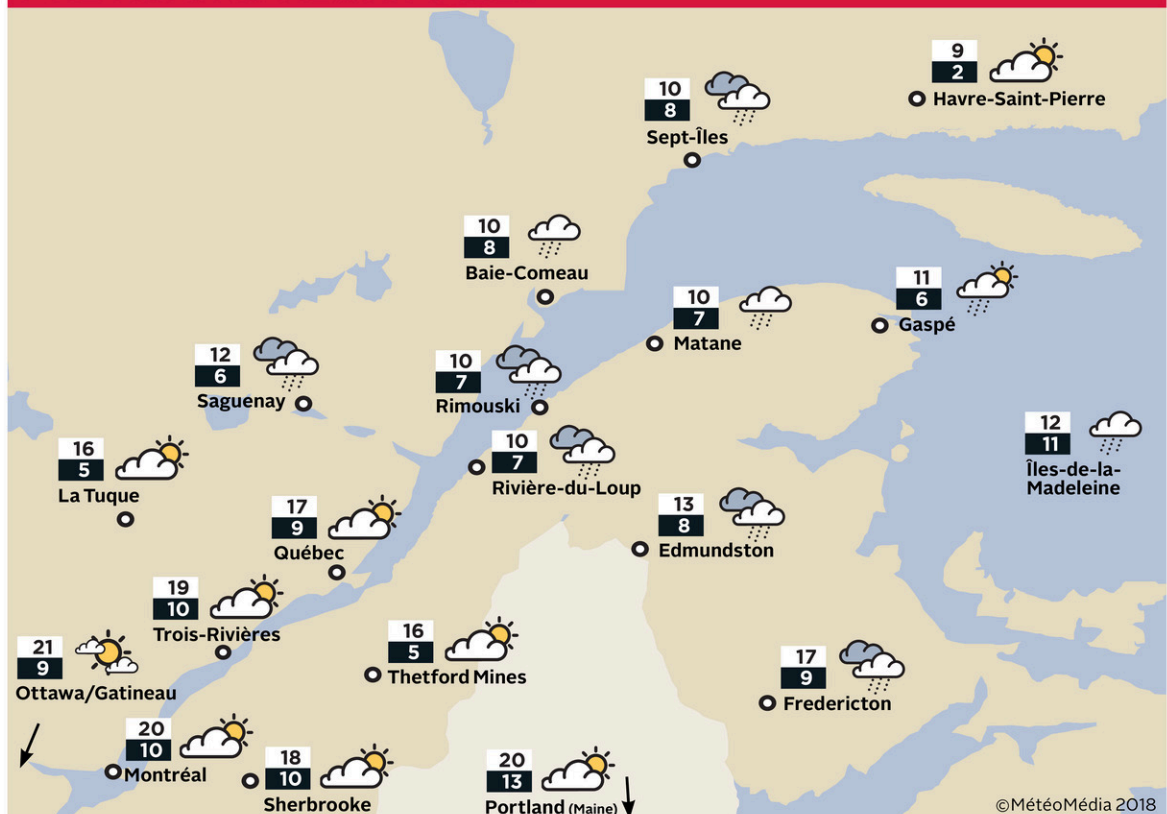 9
2
Havre-Saint-Pierre
10
8
Sept-Îles
10
8
Baie-Comeau
11
6
Gaspé
10
7
Matane
12
6
Saguenay
10
7
Rimouski
12
11
Îles-de-la-
Madeleine
16
5
La Tuque
10
7
Rivière-du-Loup
17
9
Québec
13
8
Edmundston
19
10
Trois-Rivières
21
9
Ottawa/Gatineau
16
5
Thetford Mines
17
9
Fredericton
20
10
Montréal
18
10
Sherbrooke
20
13
Portland (Maine)
©MétéoMédia 2018